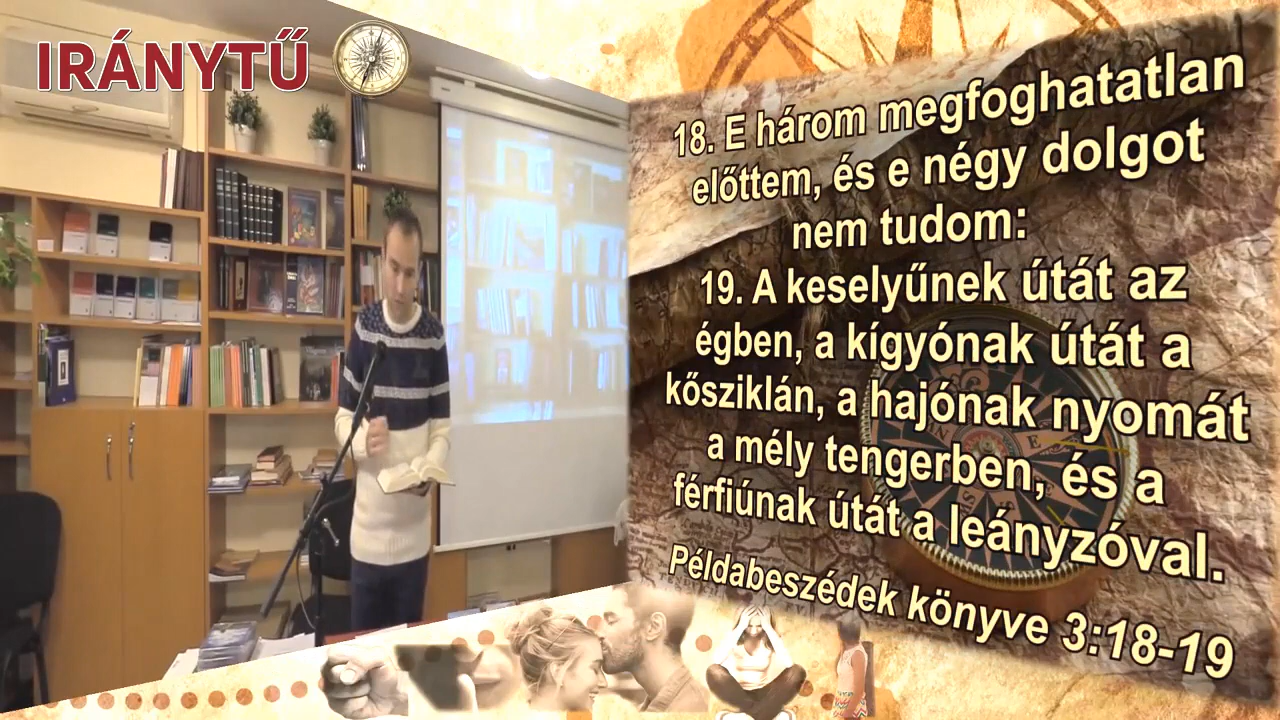 IRÁNYTŰ
18. E három megfoghatatlan
előttem, és e négy dolgot
nem tudom:
19. A keselyűnek útát az
égben, a kígyónak útát a
kősziklán, a hajónak nyomát
a mély tengerben, és a
férfiúnak útát a leányzóval.
Példabeszédek könyve 3:18-19